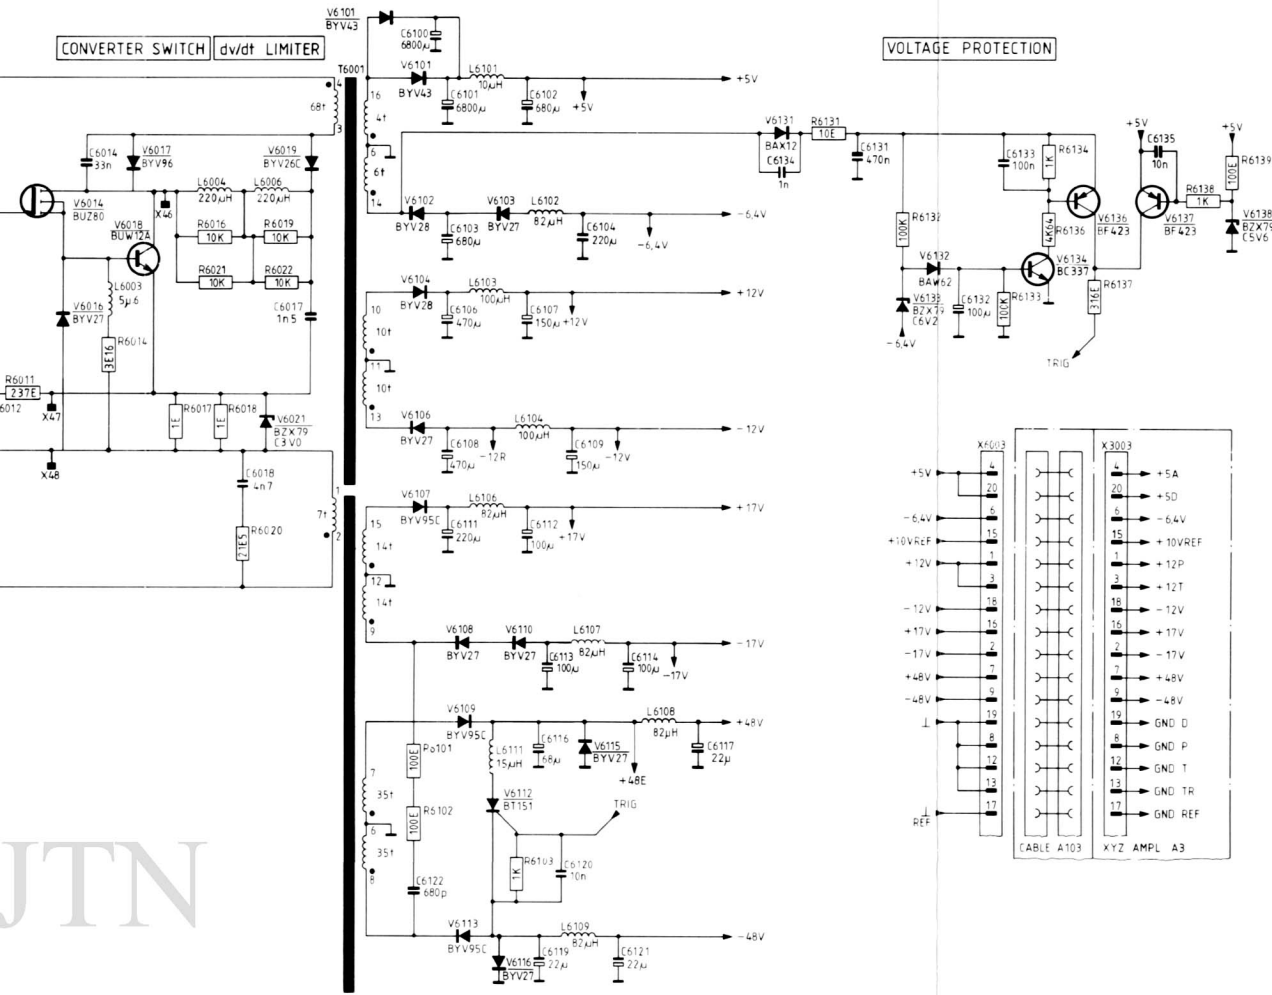 CONVERTER SWITCH
dv/dt LIMITER
VOLTAGE PROTECTION
V6101
BYV43
C6100
6800µ
T6001
4
68t
3
V6101
BYV43
C6101
6800µ
L6101
10µH
C6102
680µ
+5V
+5V
16
4t
6
6t
14
C6014
33n
V6017
BYV96
V6019
BYV26C
V6014
BUZ80
X46
L6004
220µH
L6006
220µH
V6018
BUW12A
R6016
10K
R6019
10K
R6021
10K
R6022
10K
L6003
5µ6
C6017
1n5
V6016
BYV27
R6014
3E16
R6011
237E
6012
X47
X48
R6017
1E
R6018
1E
V6021
BZX79
C3V0
C6018
4n7
R6020
21E5
1
7t
2
V6102
BYV28
C6103
680µ
V6103
BYV27
L6102
82µH
C6104
220µ
-6,4V
-6,4V
V6104
BYV28
L6103
100µH
C6106
470µ
C6107
150µ
+12V
+12V
10
10t
11
10t
13
V6106
BYV27
C6108
470µ
-12R
L6104
100µH
C6109
150µ
-12V
-12V
V6107
BYV95C
L6106
82µH
C6111
220µ
C6112
100µ
+17V
+17V
15
14t
12
14t
9
V6108
BYV27
V6110
BYV27
C6113
100µ
L6107
82µH
C6114
100µ
-17V
-17V
V6109
BYV95C
L6111
15µH
C6116
68µ
V6115
BYV27
+48E
L6108
82µH
C6117
22µ
+48V
R6101
100E
R6102
100E
C6122
680p
7
35t
6
35t
8
V6112
BT151
TRIG
R6103
1K
C6120
10n
V6113
BYV95C
V6116
BYV27
C6119
22µ
L6109
82µH
C6121
22µ
-48V
V6131
BAX12
C6134
1n
R6131
10E
C6131
470n
C6133
100n
R6134
1K
R6132
100K
V6132
BAW62
V6133
BZX79
C6V2
-6,4V
C6132
100µ
R6133
100K
4K64
R6136
V6134
BC337
V6136
BF423
+5V
C6135
10n
V6137
BF423
R6138
1K
+5V
R6139
100E
V6138
BZX79
C5V6
316E
R6137
TRIG
X6003
X3003
+5V
4
4
+5A
20
20
+5D
-6,4V
6
6
-6,4V
+10VREF
15
15
+10VREF
+12V
1
1
+12P
3
3
+12T
-12V
18
18
-12V
+17V
16
16
+17V
-17V
2
2
-17V
+48V
7
7
+48V
-48V
9
9
-48V
19
19
GND D
8
8
GND P
12
12
GND T
13
13
GND TR
REF
17
17
GND REF
CABLE A103
XYZ AMPL A3
JTN